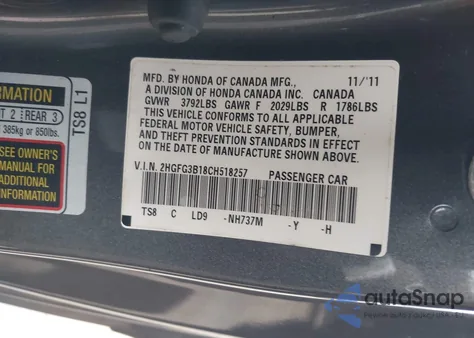 MFD. BY HONDA OF CANADA MFG., 11/'11
A DIVISION OF HONDA CANADA INC. CANADA
GVWR 3792LBS GAWR F 2029LBS R 1786LBS
THIS VEHICLE CONFORMS TO ALL APPLICABLE
FEDERAL MOTOR VEHICLE SAFETY, BUMPER,
AND THEFT PREVENTION STANDARDS IN EFFECT
ON THE DATE OF MANUFACTURE SHOWN ABOVE.
V.I.N. 2HGFG3B18CH518257 PASSENGER CAR
TS8 C LD9 -NH737M -Y -H
FORMATION
2 REAR 3
385kg or 850lbs.
SEE OWNER'S
MANUAL FOR
ADDITIONAL
TS8 L1
autoSnap